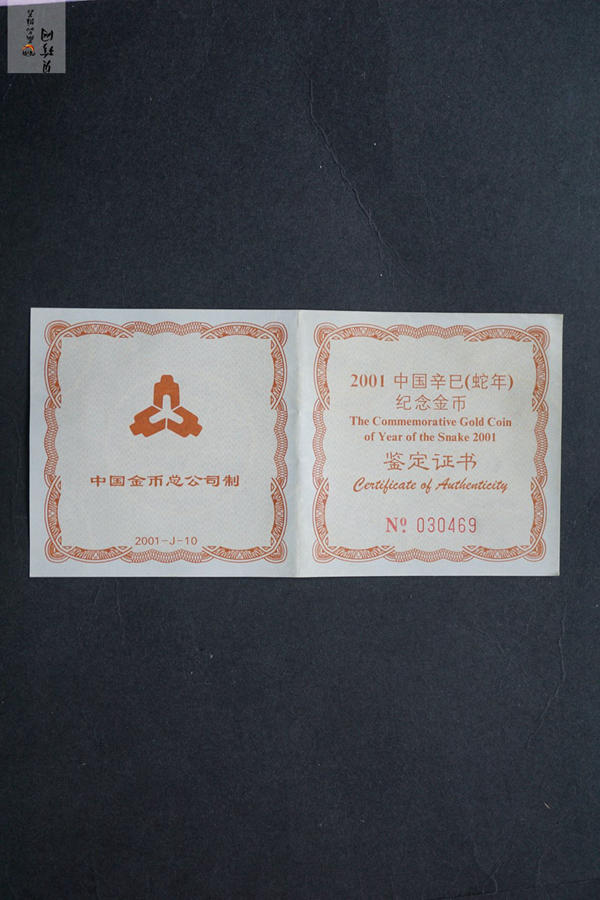 中国金币总公司制
2001-J-10
2001 中国辛巳(蛇年)
纪念金币
The Commemorative Gold Coin
of Year of the Snake 2001
鉴定证书
Certificate of Authenticity
Nº 030469